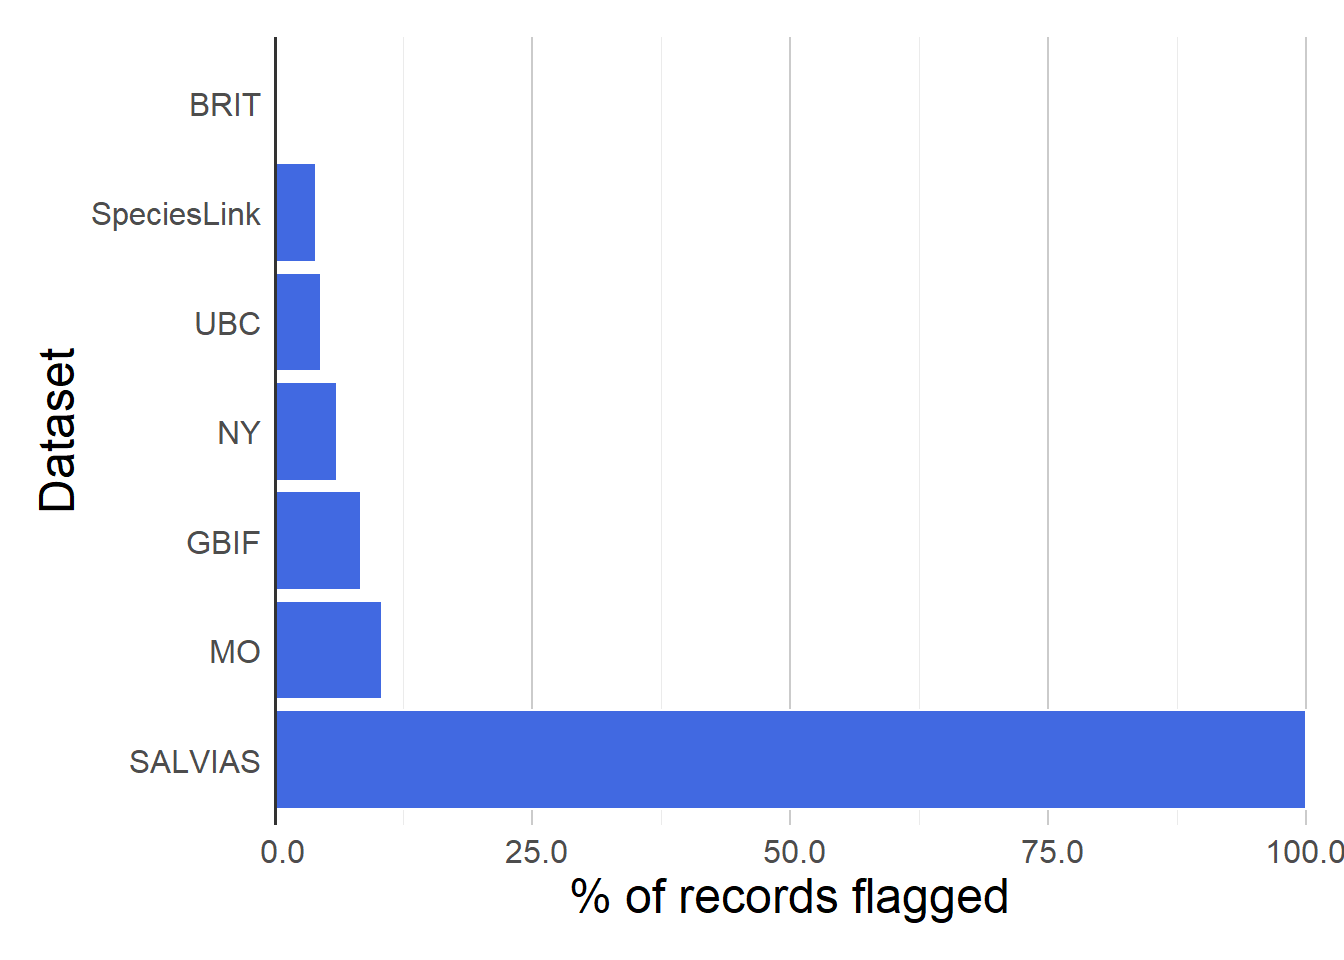 BRIT
SpeciesLink
UBC
NY
GBIF
MO
SALVIAS
Dataset
0.0 25.0 50.0 75.0 100.0
% of records flagged